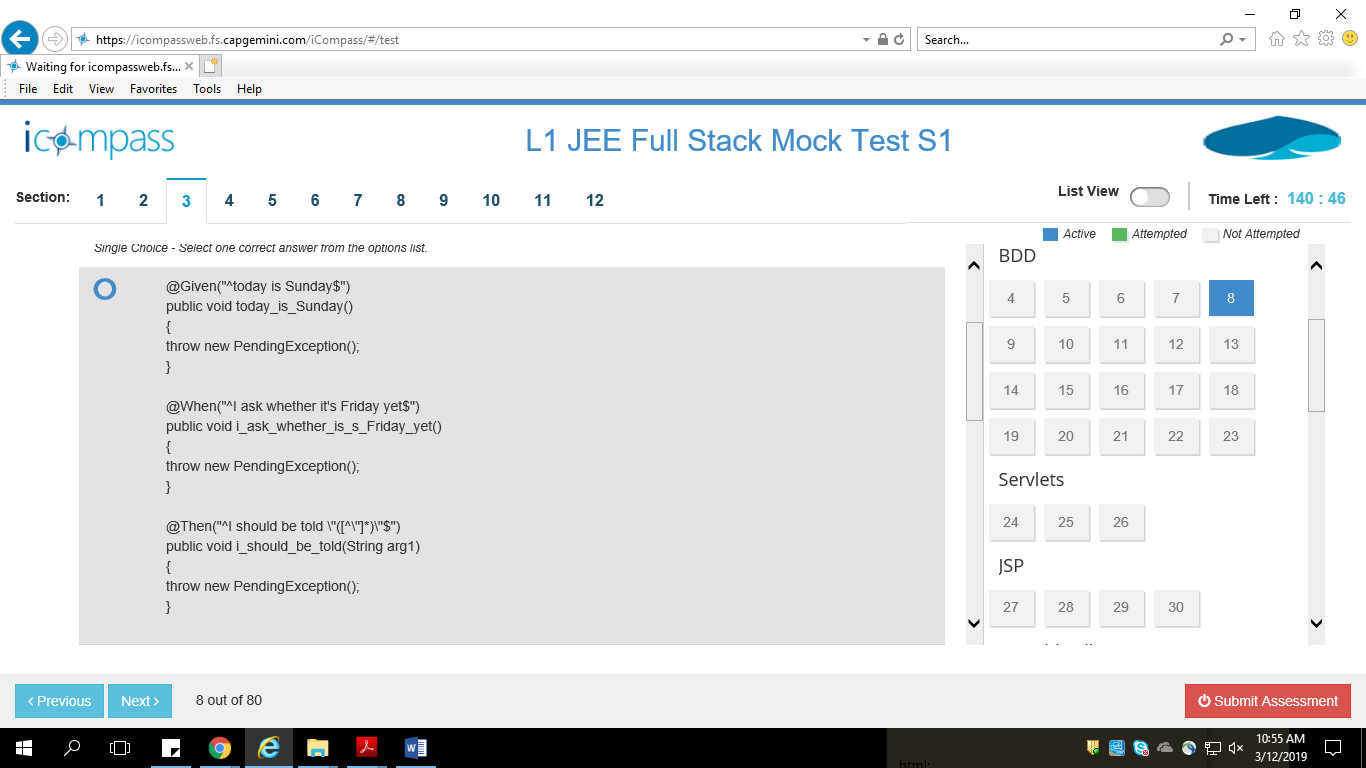 https://icompassweb.fs.capgemini.com/iCompass/#/test
Search...
Waiting for icompassweb.fs...
File Edit View Favorites Tools Help
icompass
L1 JEE Full Stack Mock Test S1
Section: 1 2 3 4 5 6 7 8 9 10 11 12
List View
Time Left : 140 : 46
Active Attempted Not Attempted
Single Choice - Select one correct answer from the options list.
@Given("^today is Sunday$")
public void today_is_Sunday()
{
throw new PendingException();
}
@When("^I ask whether it's Friday yet$")
public void i_ask_whether_is_s_Friday_yet()
{
throw new PendingException();
}
@Then("^I should be told \"([^\"]*)\"$")
public void i_should_be_told(String arg1)
{
throw new PendingException();
}
BDD
4 5 6 7 8
9 10 11 12 13
14 15 16 17 18
19 20 21 22 23
Servlets
24 25 26
JSP
27 28 29 30
Previous Next 8 out of 80
Submit Assessment
html:
10:55 AM
3/12/2019